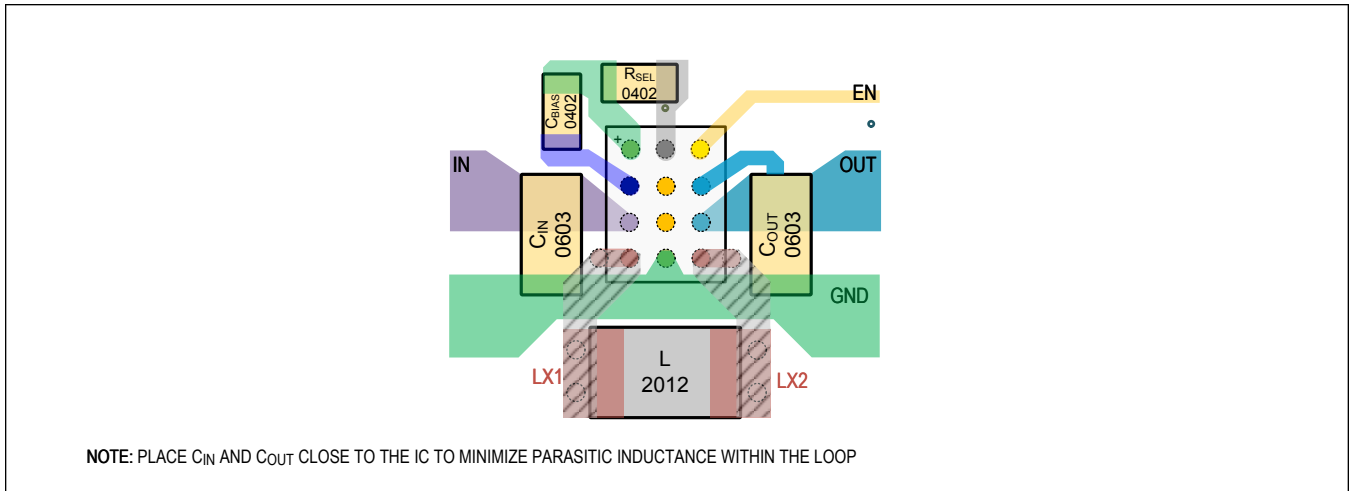 RSEL
0402
CBIAS
0402
EN
+
IN
OUT
CIN
0603
COUT
0603
GND
L
2012
LX1
LX2
NOTE: PLACE CIN AND COUT CLOSE TO THE IC TO MINIMIZE PARASITIC INDUCTANCE WITHIN THE LOOP